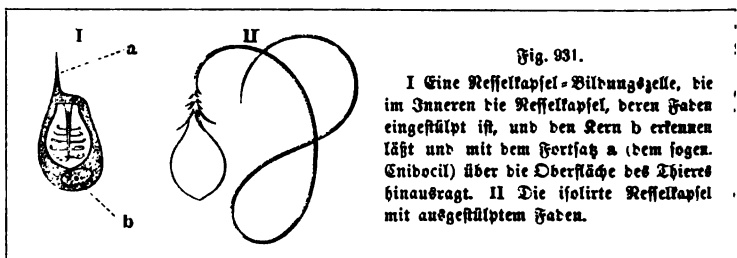 I
a
II
b
Fig. 931.
I Eine Nesselkapsel-Bildungszelle, die
im Inneren die Nesselkapsel, deren Faden
eingestülpt ist, und den Kern b erkennen
läßt und mit dem Fortsatz a (dem sogen.
Cnidocil) über die Oberfläche des Thieres
hinausragt. II Die isolirte Nesselkapsel
mit ausgestülptem Faden.